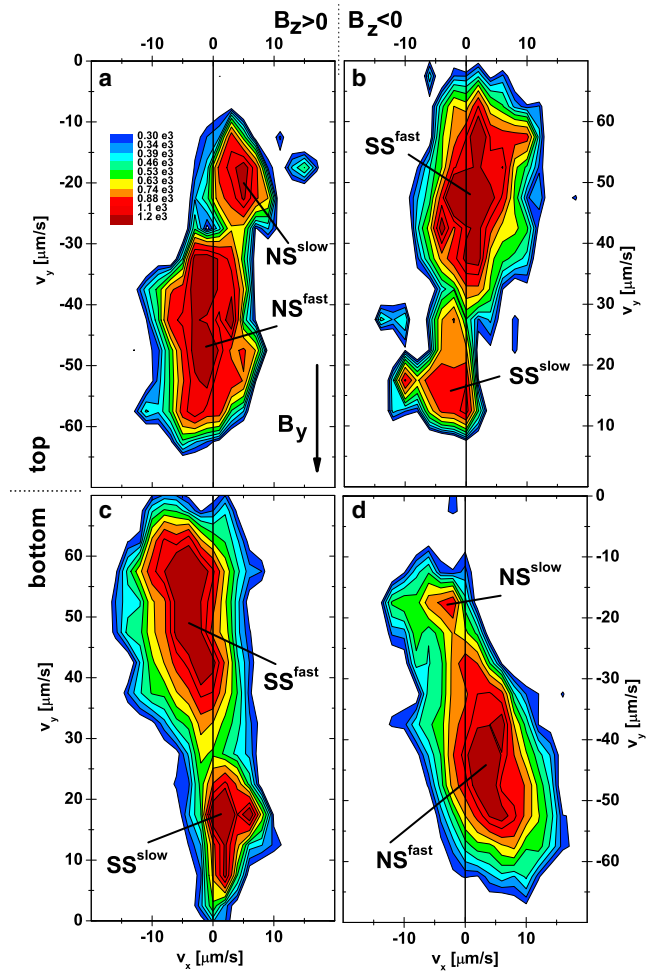 B_z>0 B_z<0
-10 0 10 -10 0 10
a
0
-10
-20
-30
-40
-50
-60
v_y [μm/s]
0.30 e3
0.34 e3
0.39 e3
0.46 e3
0.53 e3
0.63 e3
0.74 e3
0.88 e3
1.1 e3
1.2 e3
NS^slow
NS^fast
B_y
top
b
SS^fast
SS^slow
60
50
40
30
20
10
v_y [μm/s]
bottom
c
60
50
40
30
20
10
0
v_y [μm/s]
SS^fast
SS^slow
-10 0 10
v_x [μm/s]
d
NS^slow
NS^fast
0
-10
-20
-30
-40
-50
-60
v_y [μm/s]
-10 0 10
v_x [μm/s]